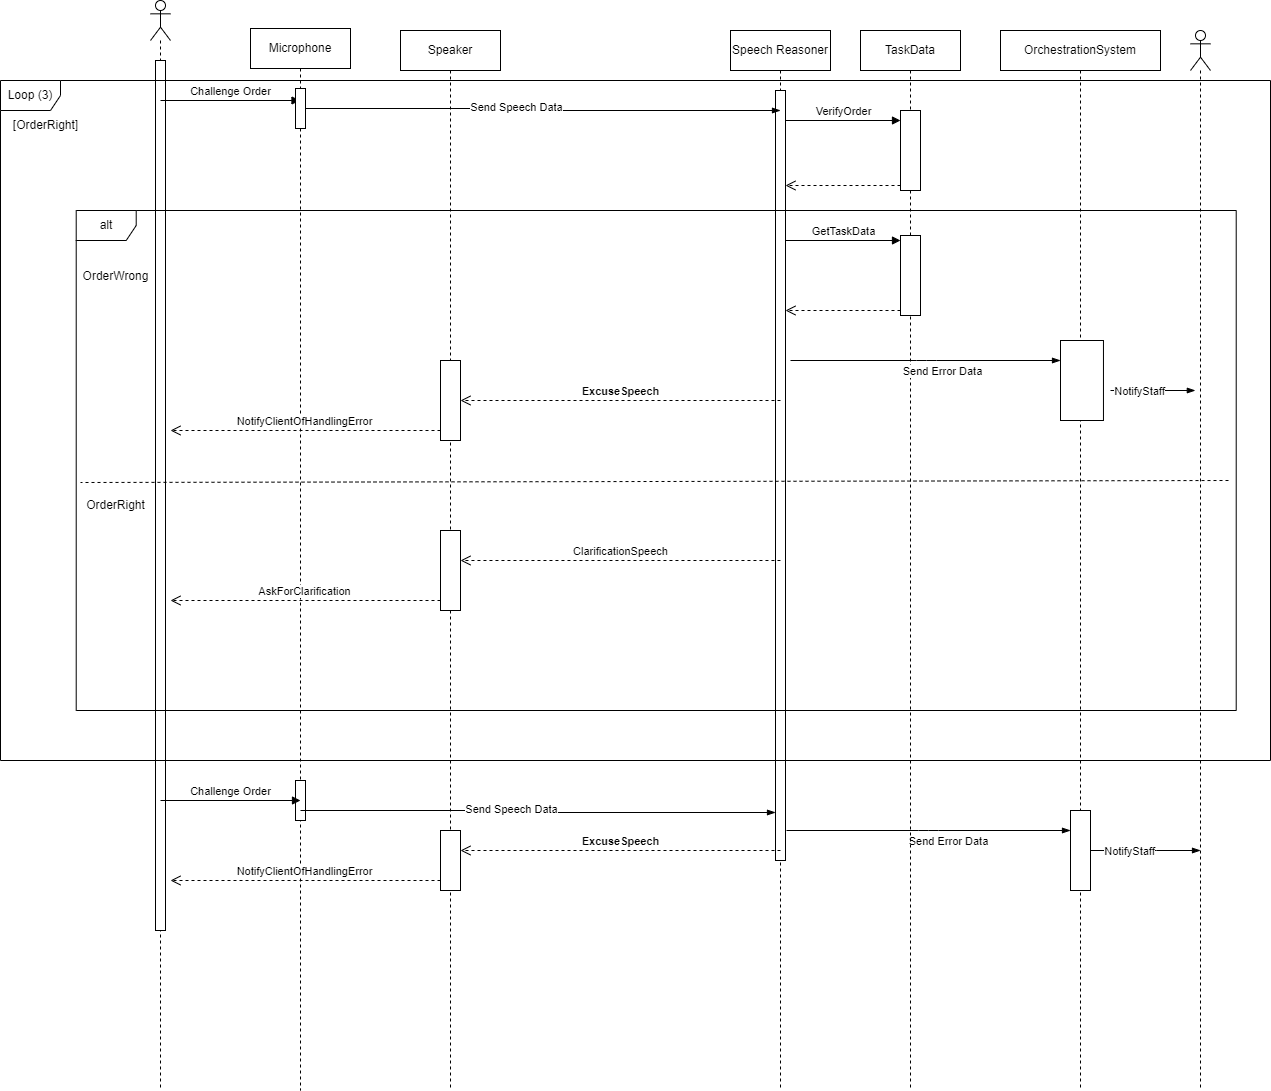 Microphone
Speaker
Speech Reasoner
TaskData
OrchestrationSystem
Loop (3)
[OrderRight]
Challenge Order
Send Speech Data
VerifyOrder
alt
GetTaskData
OrderWrong
Send Error Data
NotifyStaff
ExcuseSpeech
NotifyClientOfHandlingError
OrderRight
ClarificationSpeech
AskForClarification
Challenge Order
Send Speech Data
ExcuseSpeech
Send Error Data
NotifyStaff
NotifyClientOfHandlingError